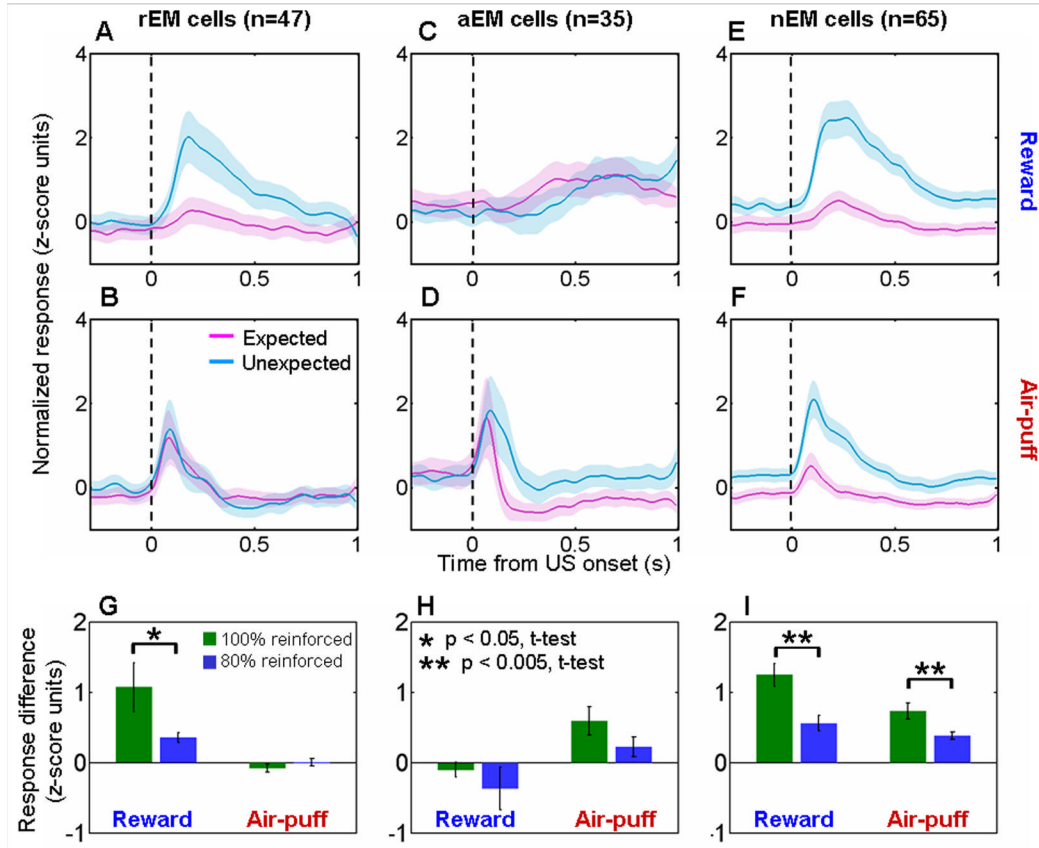 rEM cells (n=47)
aEM cells (n=35)
nEM cells (n=65)
A
C
E
4
2
0
0
0.5
1
4
2
0
0
0.5
1
4
2
0
0
0.5
1
Reward
Normalized response (z-score units)
B
D
F
4
2
0
Expected
Unexpected
0
0.5
1
4
2
0
0
0.5
1
4
2
0
0
0.5
1
Air-puff
Time from US onset (s)
G
H
I
Response difference
(z-score units)
2
1
0
-1
* 
100% reinforced
80% reinforced
Reward
Air-puff
2
1
0
-1
* p < 0.05, t-test
** p < 0.005, t-test
Reward
Air-puff
2
1
0
-1
**
**
Reward
Air-puff